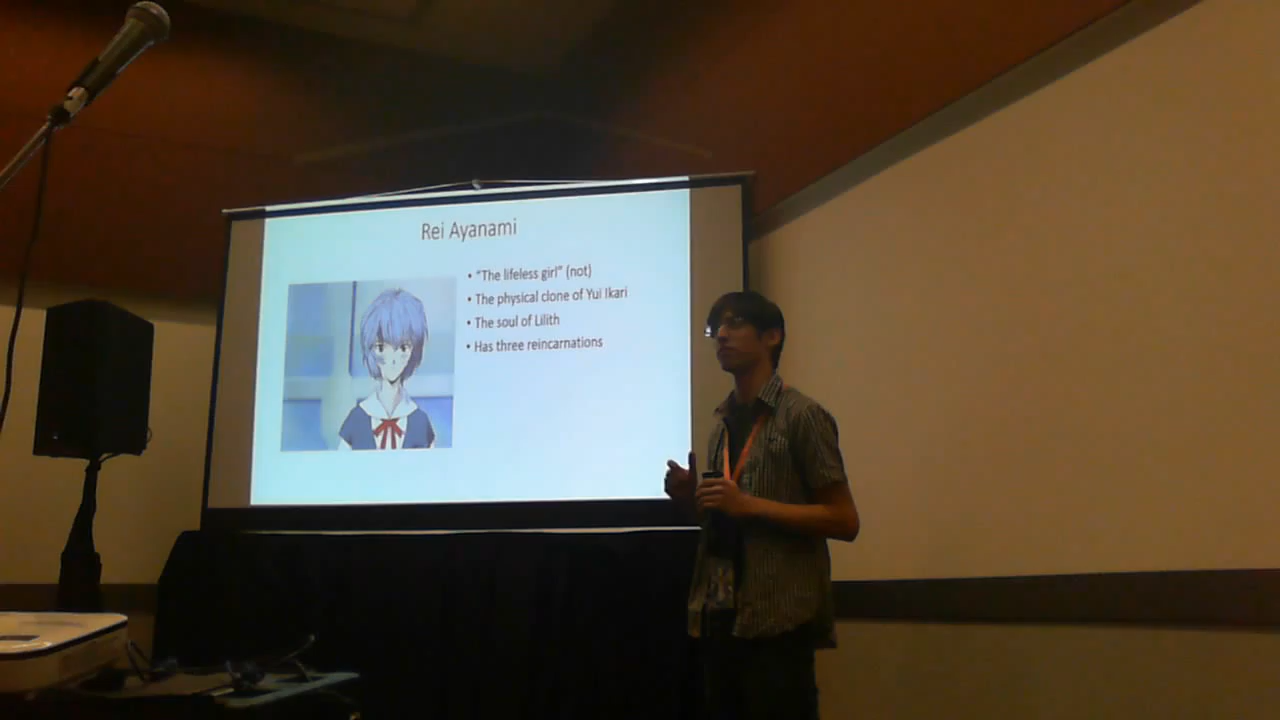 Rei Ayanami
• “The lifeless girl” (not)
• The physical clone of Yui Ikari
• The soul of Lilith
• Has three reincarnations